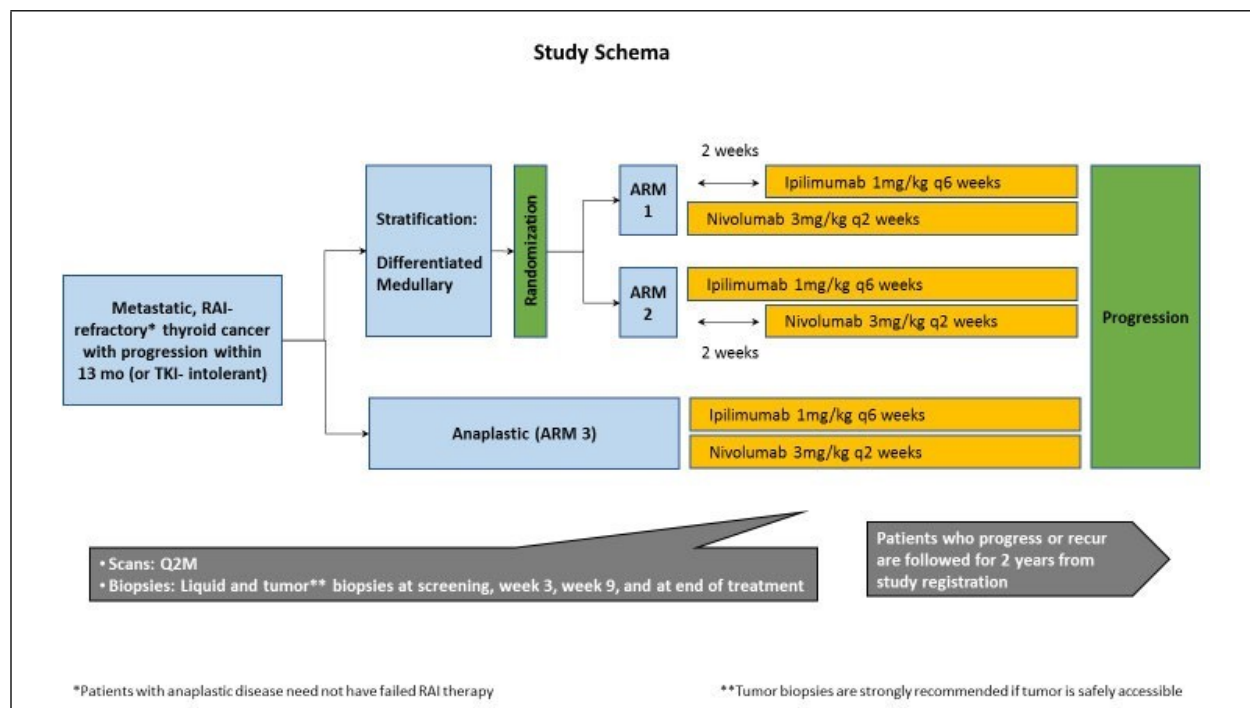 Study Schema
Metastatic, RAI-
refractory* thyroid cancer
with progression within
13 mo (or TKI- intolerant)
Stratification:
Differentiated
Medullary
Randomization
ARM
1
2 weeks
Ipilimumab 1mg/kg q6 weeks
Nivolumab 3mg/kg q2 weeks
ARM
2
Ipilimumab 1mg/kg q6 weeks
Nivolumab 3mg/kg q2 weeks
2 weeks
Anaplastic (ARM 3)
Ipilimumab 1mg/kg q6 weeks
Nivolumab 3mg/kg q2 weeks
Progression
• Scans: Q2M
• Biopsies: Liquid and tumor** biopsies at screening, week 3, week 9, and at end of treatment
Patients who progress or recur
are followed for 2 years from
study registration
*Patients with anaplastic disease need not have failed RAI therapy
**Tumor biopsies are strongly recommended if tumor is safely accessible